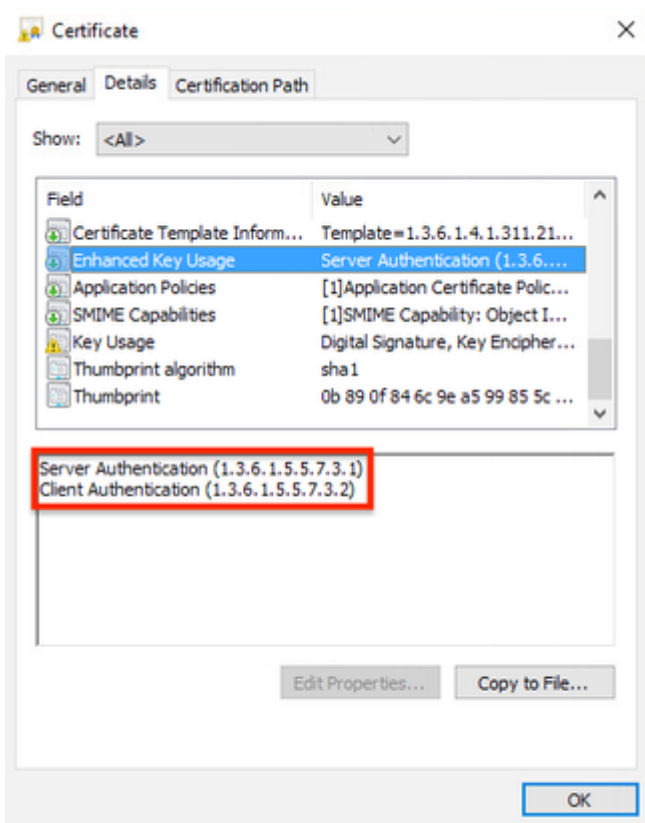 Certificate
General Details Certification Path
Show: <All>
Field Value
Certificate Template Inform... Template=1.3.6.1.4.1.311.21...
Enhanced Key Usage Server Authentication (1.3.6....
Application Policies [1]Application Certificate Polic...
SMIME Capabilities [1]SMIME Capability: Object I...
Key Usage Digital Signature, Key Encipher...
Thumbprint algorithm sha1
Thumbprint 0b 89 0f 84 6c 9e a5 99 85 5c ...
Server Authentication (1.3.6.1.5.5.7.3.1)
Client Authentication (1.3.6.1.5.5.7.3.2)
Edit Properties... Copy to File...
OK